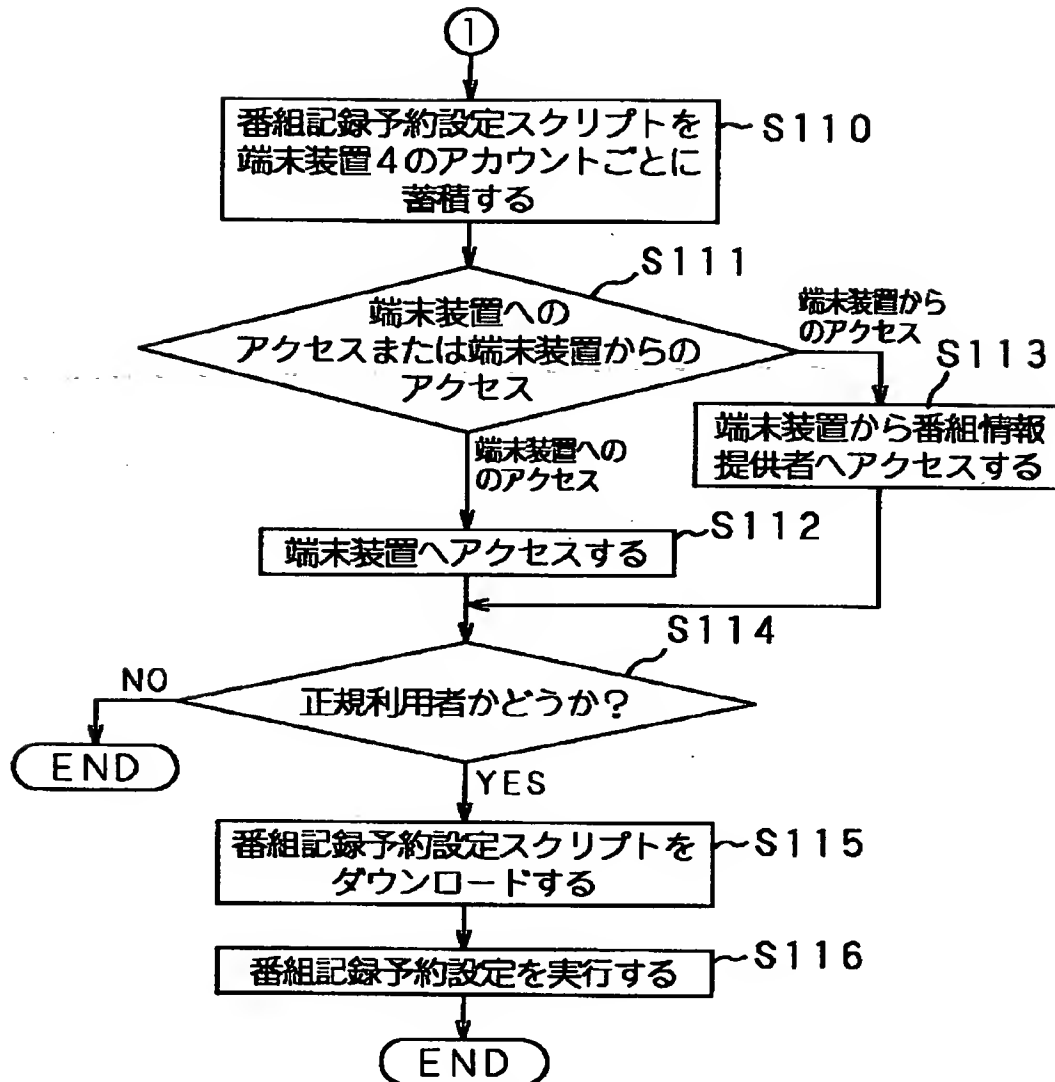 1
番組記録予約設定スクリプトを
端末装置4のアカウントごとに
蓄積する
S110
S111
端末装置への
アクセスまたは端末装置からの
アクセス
端末装置から
のアクセス
S113
端末装置から番組情報
提供者へアクセスする
端末装置への
のアクセス
S112
端末装置へアクセスする
S114
正規利用者かどうか?
NO
END
YES
番組記録予約設定スクリプトを
ダウンロードする
S115
番組記録予約設定を実行する
S116
END